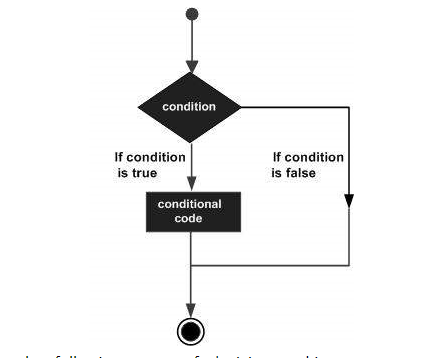 condition
If condition
is true
If condition
is false
conditional
code